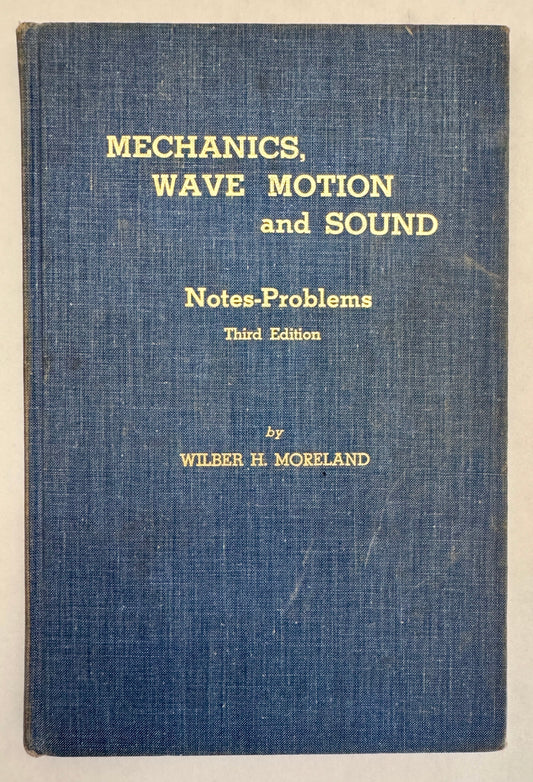 MECHANICS,
WAVE MOTION
and SOUND
Notes-Problems
Third Edition
by
WILBER H. MORELAND